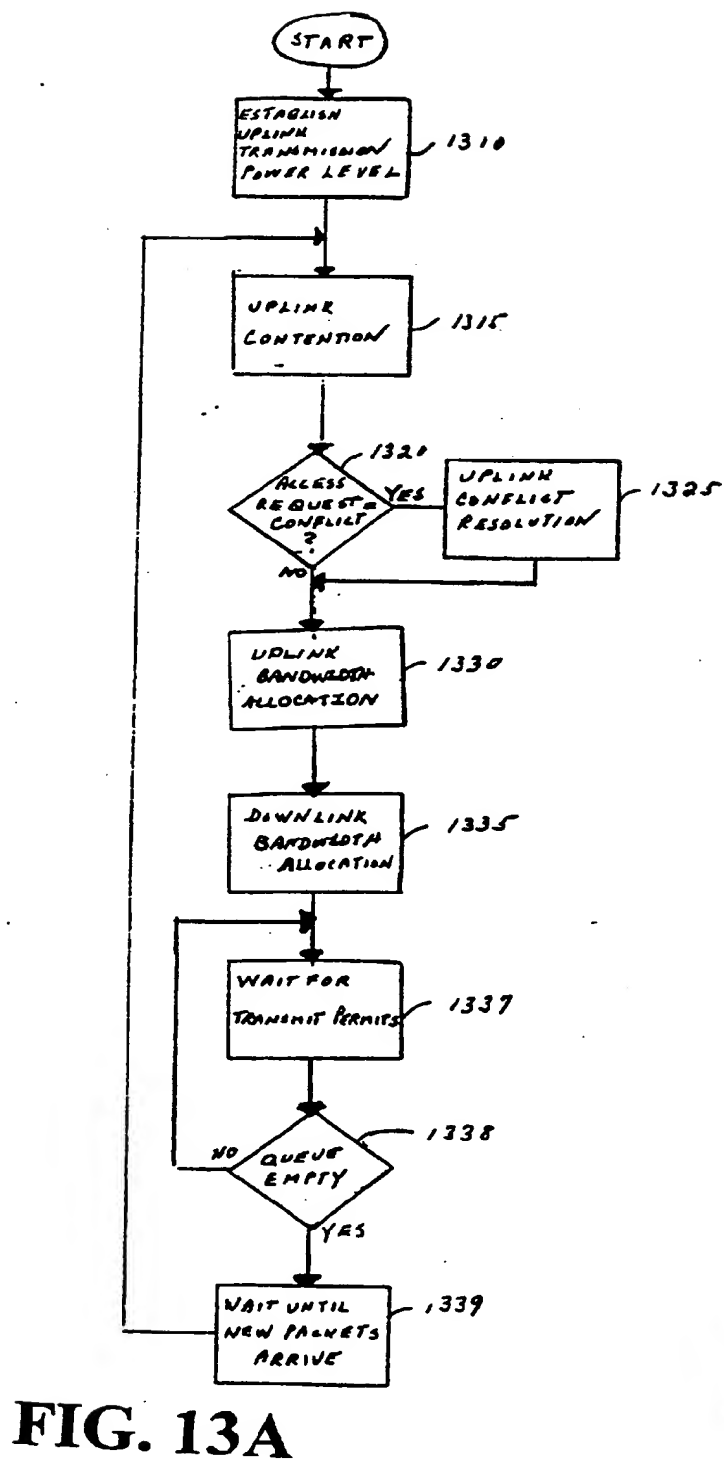 START
ESTABLISH
UPLINK
TRANSMISSION
POWER LEVEL
1310
UPLINK
CONTENTION
1315
1320
ACCESS
REQUEST=
CONFLICT
?
YES
NO
UPLINK
CONFLICT
RESOLUTION
1325
UPLINK
BANDWIDTH
ALLOCATION
1330
DOWNLINK
BANDWIDTH
ALLOCATION
1335
WAIT FOR
TRANSMIT PERMITS
1337
QUEUE
EMPTY
1338
NO
YES
WAIT UNTIL
NEW PACKETS
ARRIVE
1339
FIG. 13A